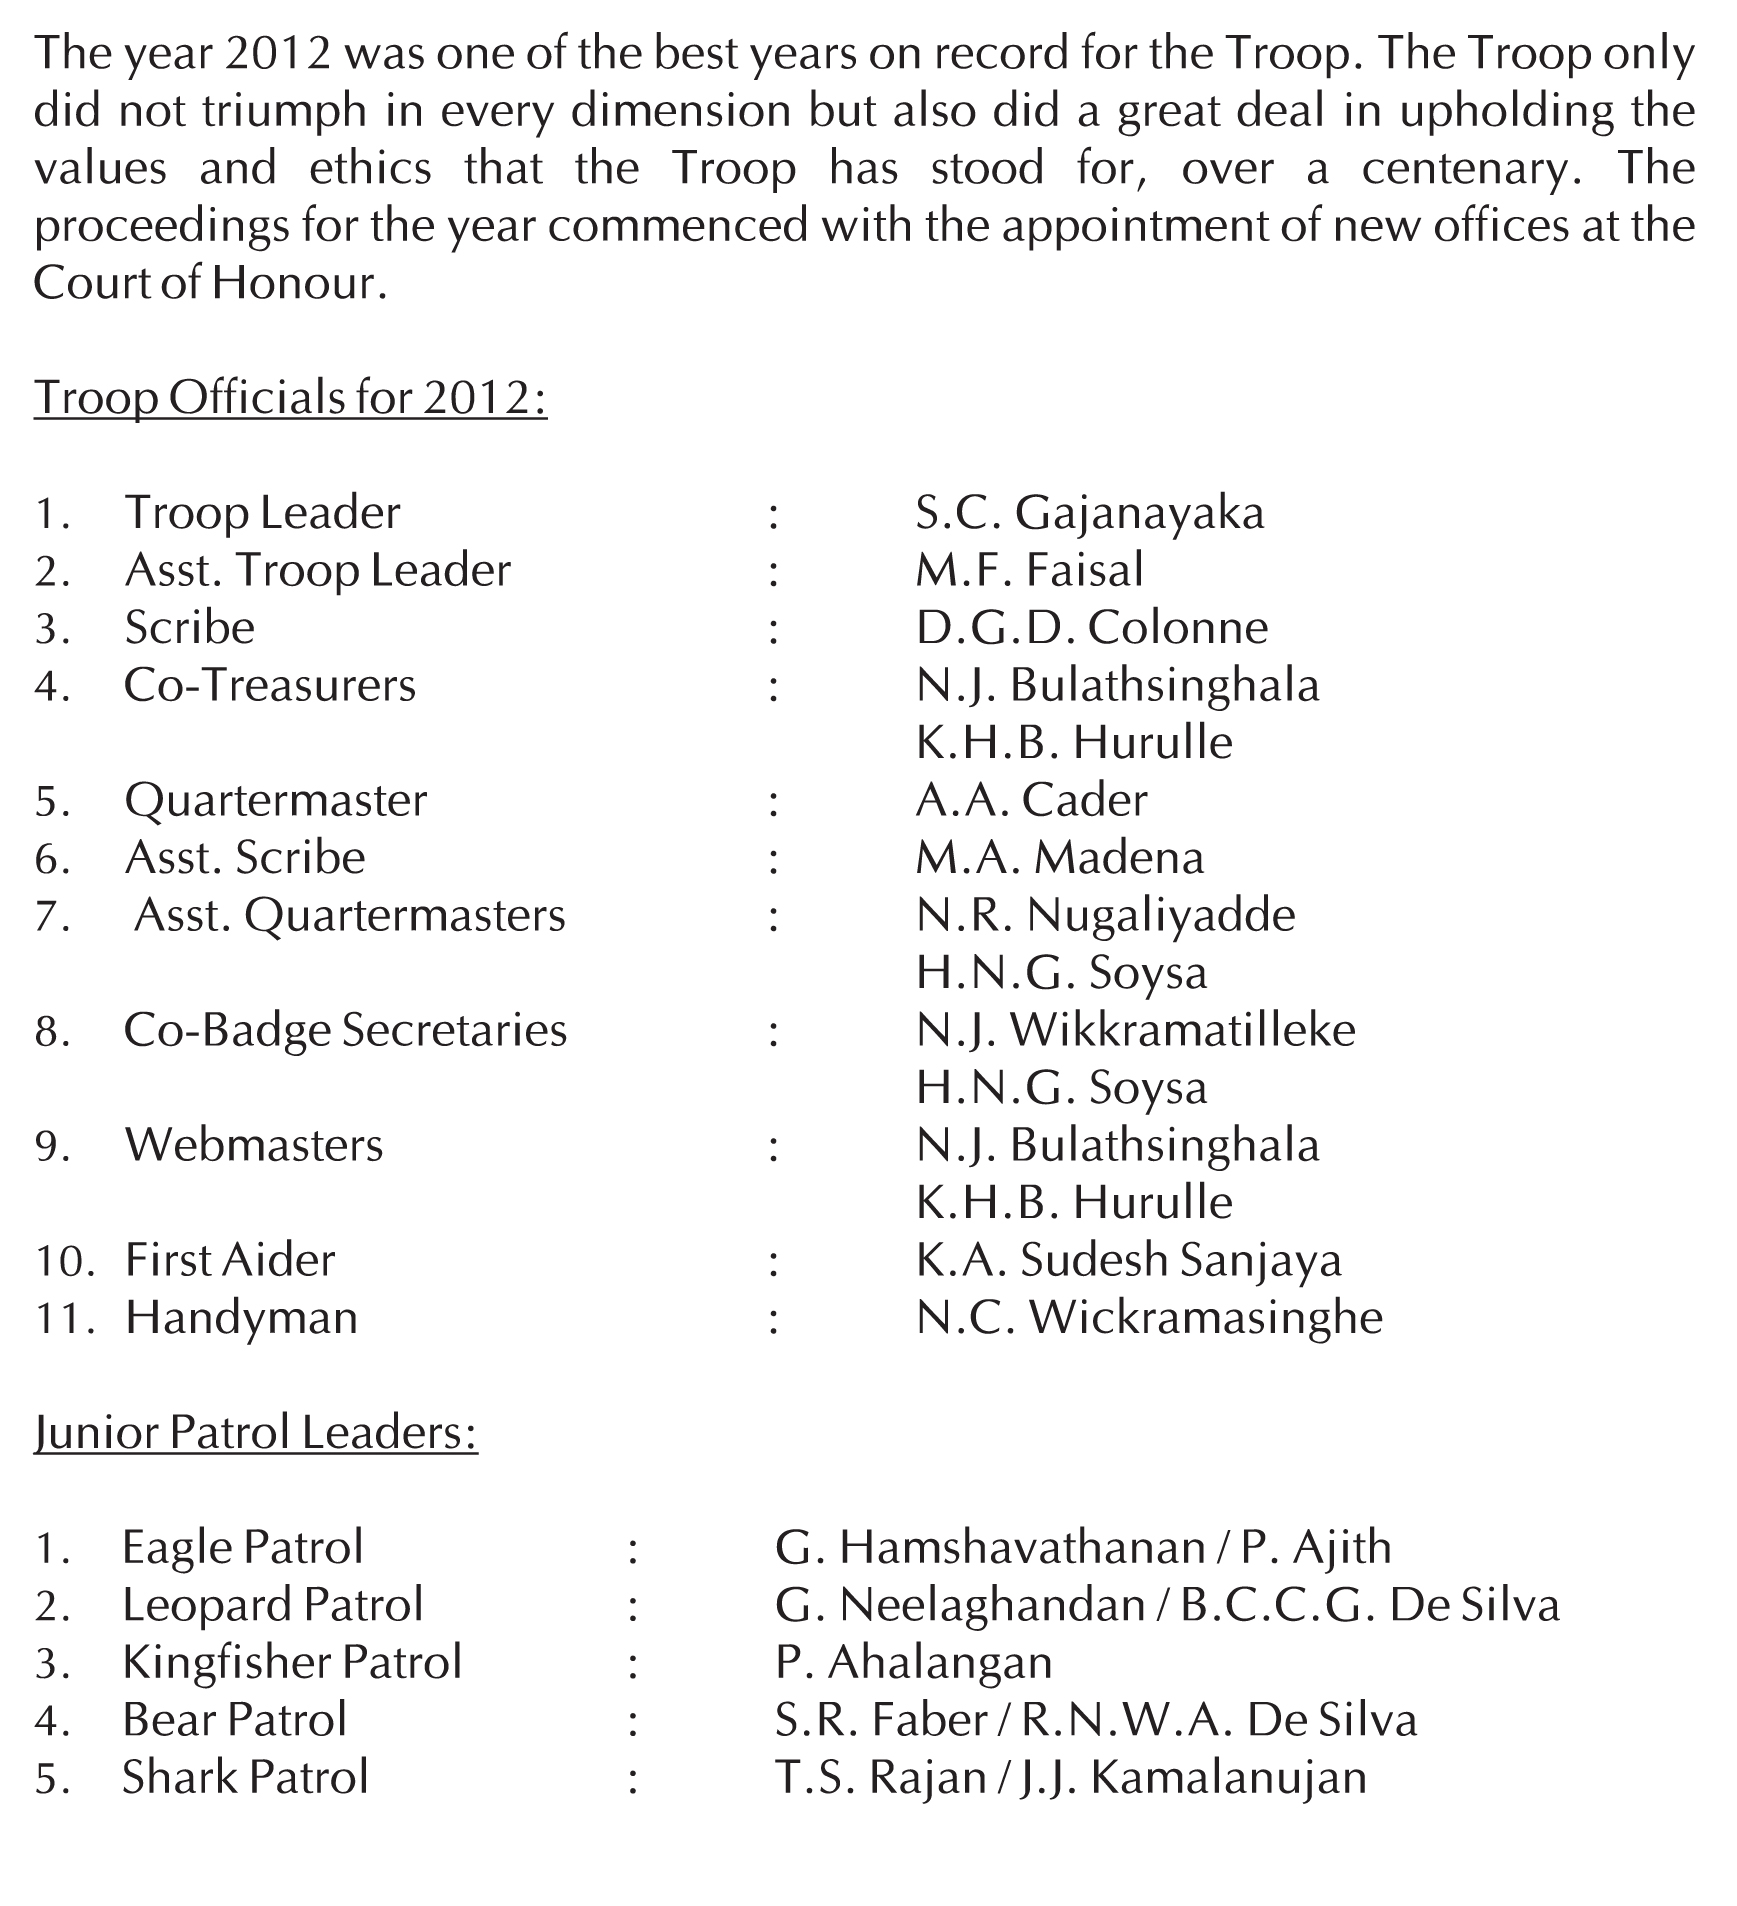 The year 2012 was one of the best years on record for the Troop. The Troop only
did not triumph in every dimension but also did a great deal in upholding the
values and ethics that the Troop has stood for, over a centenary. The
proceedings for the year commenced with the appointment of new offices at the
Court of Honour.
Troop Officials for 2012:
1. Troop Leader : S.C. Gajanayaka
2. Asst. Troop Leader : M.F. Faisal
3. Scribe : D.G.D. Colonne
4. Co-Treasurers : N.J. Bulathsinghala
K.H.B. Hurulle
5. Quartermaster : A.A. Cader
6. Asst. Scribe : M.A. Madena
7. Asst. Quartermasters : N.R. Nugaliyadde
H.N.G. Soysa
8. Co-Badge Secretaries : N.J. Wikkramatilleke
H.N.G. Soysa
9. Webmasters : N.J. Bulathsinghala
K.H.B. Hurulle
10. First Aider : K.A. Sudesh Sanjaya
11. Handyman : N.C. Wickramasinghe
Junior Patrol Leaders:
1. Eagle Patrol : G. Hamshavathanan / P. Ajith
2. Leopard Patrol : G. Neelaghandan / B.C.C.G. De Silva
3. Kingfisher Patrol : P. Ahalangan
4. Bear Patrol : S.R. Faber / R.N.W.A. De Silva
5. Shark Patrol : T.S. Rajan / J.J. Kamalanujan